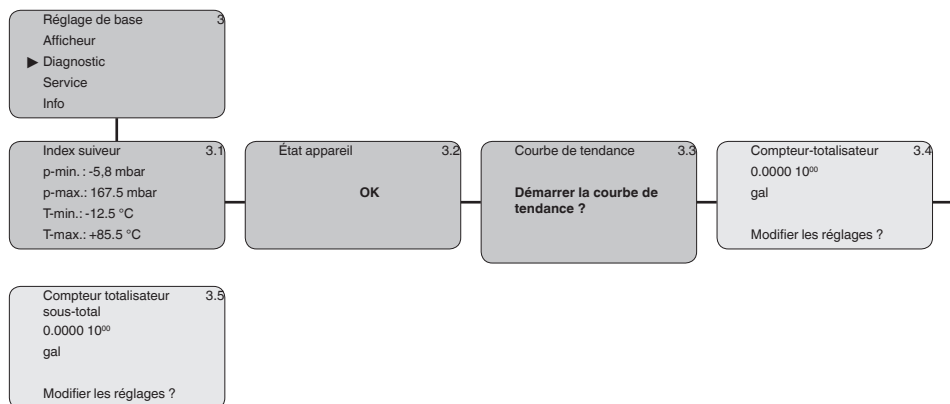 Réglage de base 3
Afficheur
▶ Diagnostic
Service
Info
Index suiveur 3.1
p-min. : -5,8 mbar
p-max.: 167.5 mbar
T-min.: -12.5 °C
T-max.: +85.5 °C
État appareil 3.2
OK
Courbe de tendance 3.3
Démarrer la courbe de
tendance ?
Compteur-totalisateur 3.4
0.0000 10⁰⁰
gal
Modifier les réglages ?
Compteur totalisateur 3.5
sous-total
0.0000 10⁰⁰
gal
Modifier les réglages ?